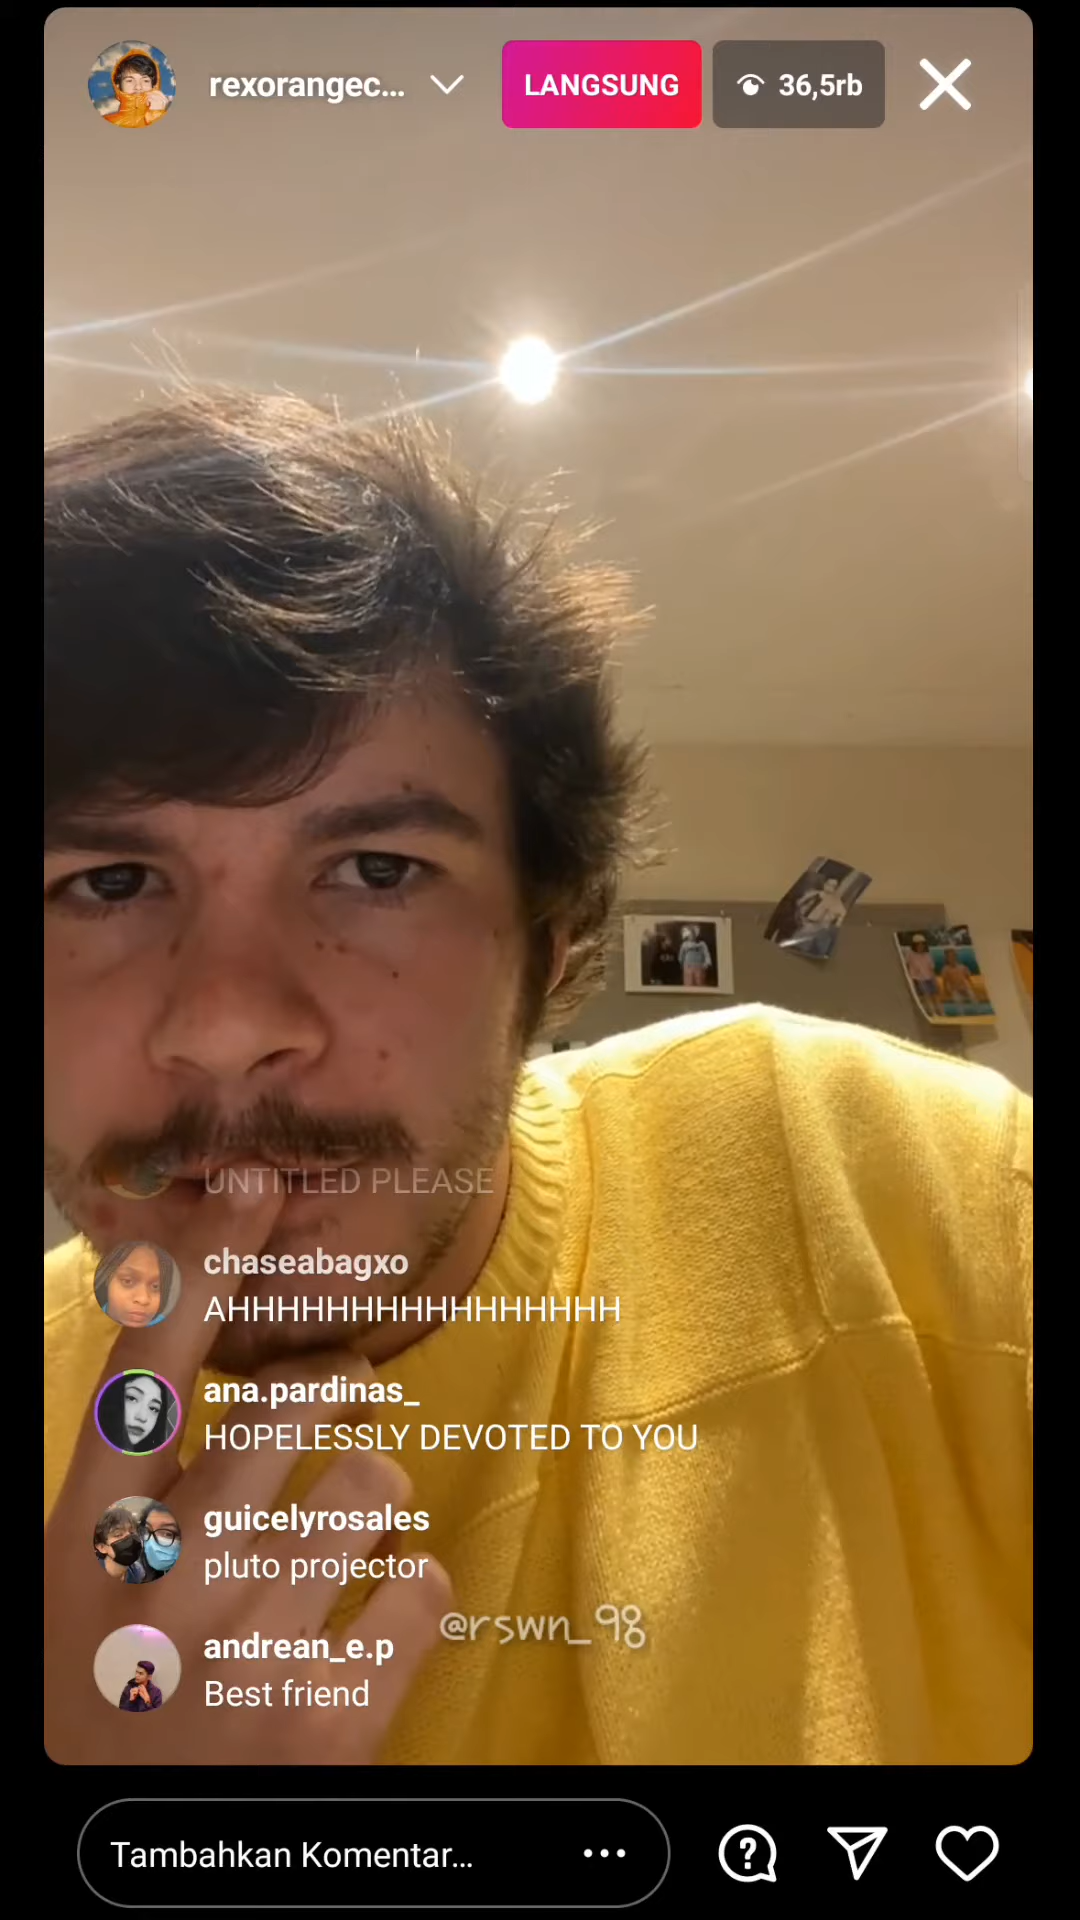 rexorangec...
LANGSUNG
36,5rb
UNTITLED PLEASE
chaseabagxo
AHHHHHHHHHHHHHHHH
ana.pardinas_
HOPELESSLY DEVOTED TO YOU
guicelyrosales
pluto projector
@rswn_98
andrean_e.p
Best friend
Tambahkan Komentar...